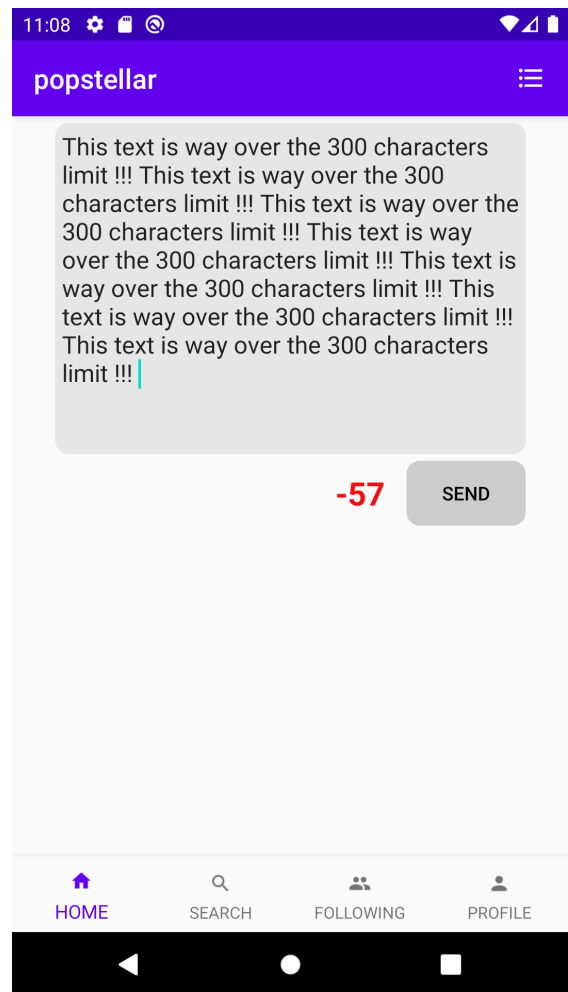 11:08
popstellar
This text is way over the 300 characters
limit !!! This text is way over the 300
characters limit !!! This text is way over the
300 characters limit !!! This text is way
over the 300 characters limit !!! This text is
way over the 300 characters limit !!! This
text is way over the 300 characters limit !!!
This text is way over the 300 characters
limit !!!
-57 SEND
HOME SEARCH FOLLOWING PROFILE